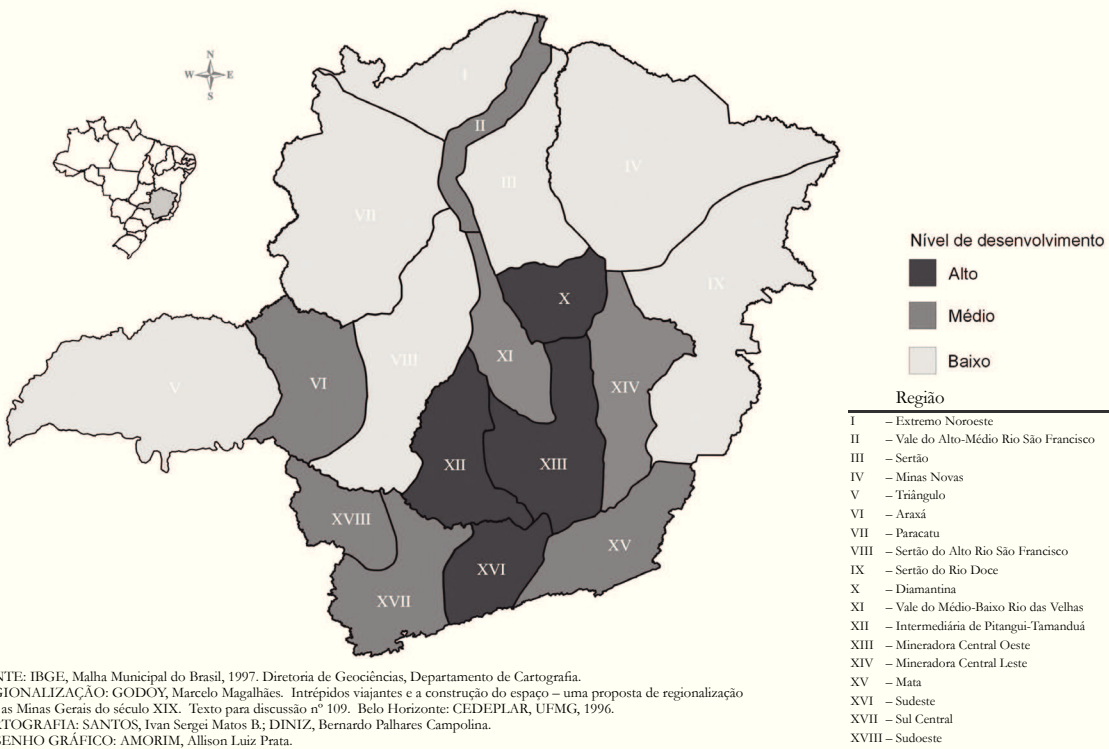 N
W E
S
I
II
III
IV
V
VI
VII
VIII
IX
X
XI
XII
XIII
XIV
XV
XVI
XVII
XVIII
Nível de desenvolvimento
Alto
Médio
Baixo
Região
I – Extremo Noroeste
II – Vale do Alto-Médio Rio São Francisco
III – Sertão
IV – Minas Novas
V – Triângulo
VI – Araxá
VII – Paracatu
VIII – Sertão do Alto Rio São Francisco
IX – Sertão do Rio Doce
X – Diamantina
XI – Vale do Médio-Baixo Rio das Velhas
XII – Intermediária de Pitangui-Tamanduá
XIII – Mineradora Central Oeste
XIV – Mineradora Central Leste
XV – Mata
XVI – Sudeste
XVII – Sul Central
XVIII – Sudoeste
NTE: IBGE, Malha Municipal do Brasil, 1997. Diretoria de Geociências, Departamento de Cartografia.
GIONALIZAÇÃO: GODOY, Marcelo Magalhães. Intrépidos viajantes e a construção do espaço – uma proposta de regionalização
as Minas Gerais do século XIX. Texto para discussão nº 109. Belo Horizonte: CEDEPLAR, UFMG, 1996.
TOGRAFIA: SANTOS, Ivan Sergei Matos B.; DINIZ, Bernardo Palhares Campolina.
SENHO GRÁFICO: AMORIM, Allison Luiz Prata.